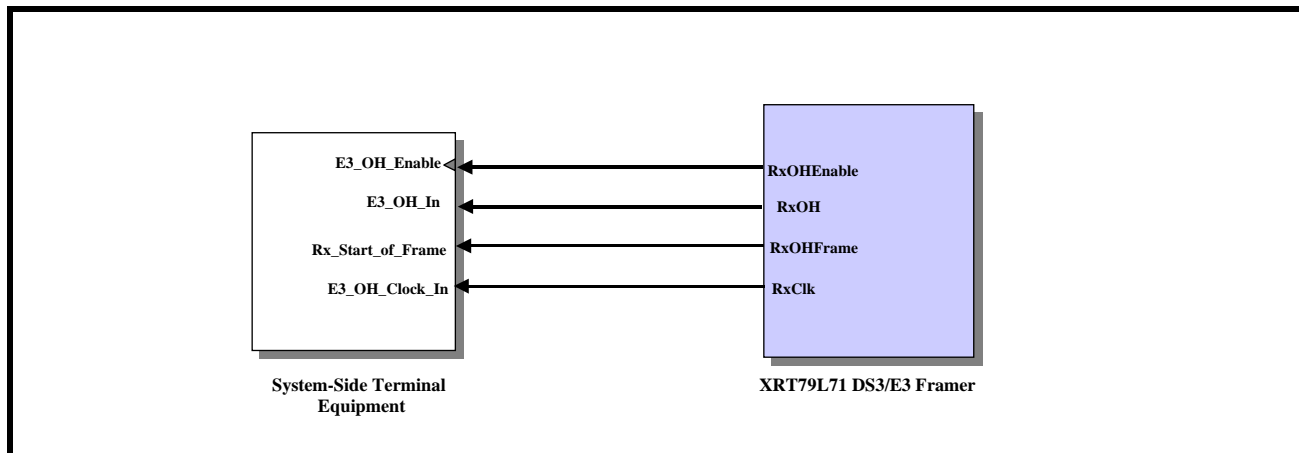 E3_OH_Enable
RxOHEnable
E3_OH_In
RxOH
Rx_Start_of_Frame
RxOHFrame
E3_OH_Clock_In
RxClk
System-Side Terminal
Equipment
XRT79L71 DS3/E3 Framer